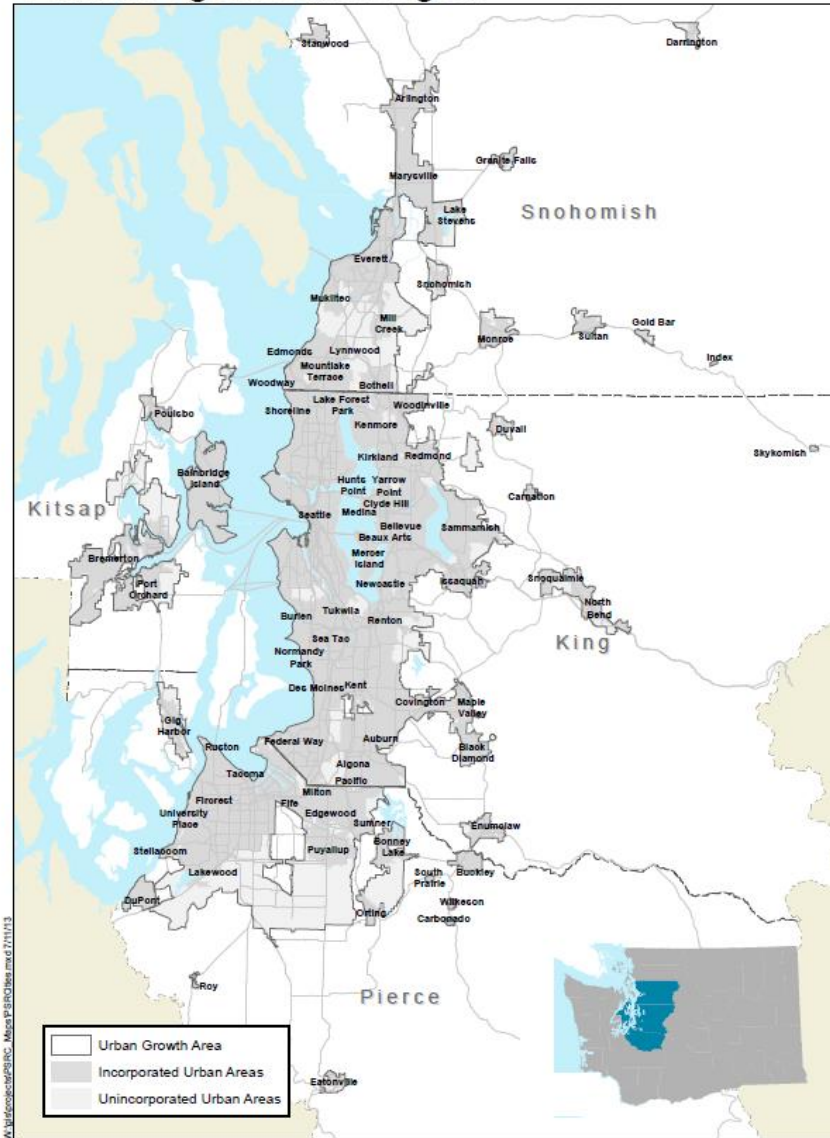 Stanwood
Darrington
Arlington
Granite Falls
Marysville
Lake
Stevens
Snohomish
Everett
Snohomish
Mukilteo
Mill
Creek
Monroe
Sultan
Gold Bar
Index
Edmonds
Lynnwood
Mountlake
Terrace
Woodway
Bothell
Shoreline
Lake Forest
Park
Woodinville
Kenmore
Poulsbo
Duvall
Skykomish
Kirkland
Redmond
Bainbridge
Island
Hunts
Point
Yarrow
Point
Carnation
Kitsap
Clyde Hill
Seattle
Medina
Bellevue
Sammamish
Beaux Arts
Bremerton
Mercer
Island
Port
Orchard
Newcastle
Issaquah
Snoqualmie
North
Bend
Burien
Tukwila
Renton
Sea Tac
King
Normandy
Park
Des Moines
Kent
Covington
Maple
Valley
Gig
Harbor
Ruston
Federal Way
Auburn
Black
Diamond
Tacoma
Algona
Pacific
Milton
Fircrest
Fife
Edgewood
University
Place
Sumner
Enumclaw
Puyallup
Bonney
Lake
Steilacoom
Lakewood
South
Prairie
Buckley
DuPont
Orting
Wilkeson
Carbonado
Roy
Pierce
Eatonville
Urban Growth Area
Incorporated Urban Areas
Unincorporated Urban Areas